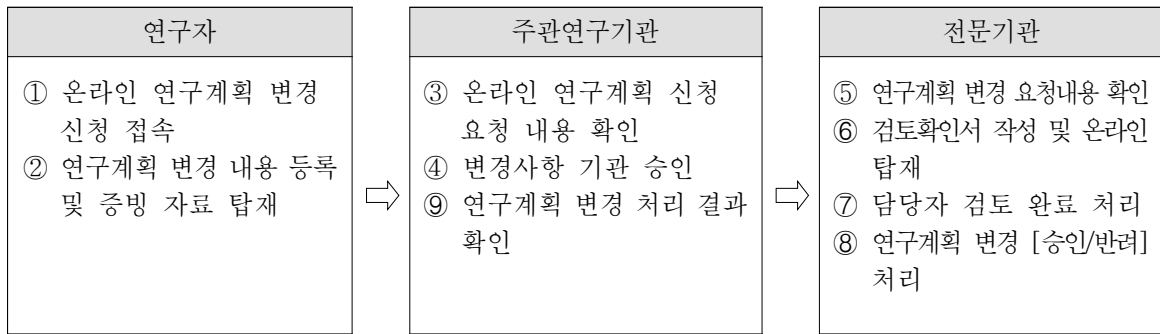 연구자
① 온라인 연구계획 변경
신청 접속
② 연구계획 변경 내용 등록
및 증빙 자료 탑재
주관연구기관
③ 온라인 연구계획 신청
요청 내용 확인
④ 변경사항 기관 승인
⑨ 연구계획 변경 처리 결과
확인
전문기관
⑤ 연구계획 변경 요청내용 확인
⑥ 검토확인서 작성 및 온라인
탑재
⑦ 담당자 검토 완료 처리
⑧ 연구계획 변경 [승인/반려]
처리